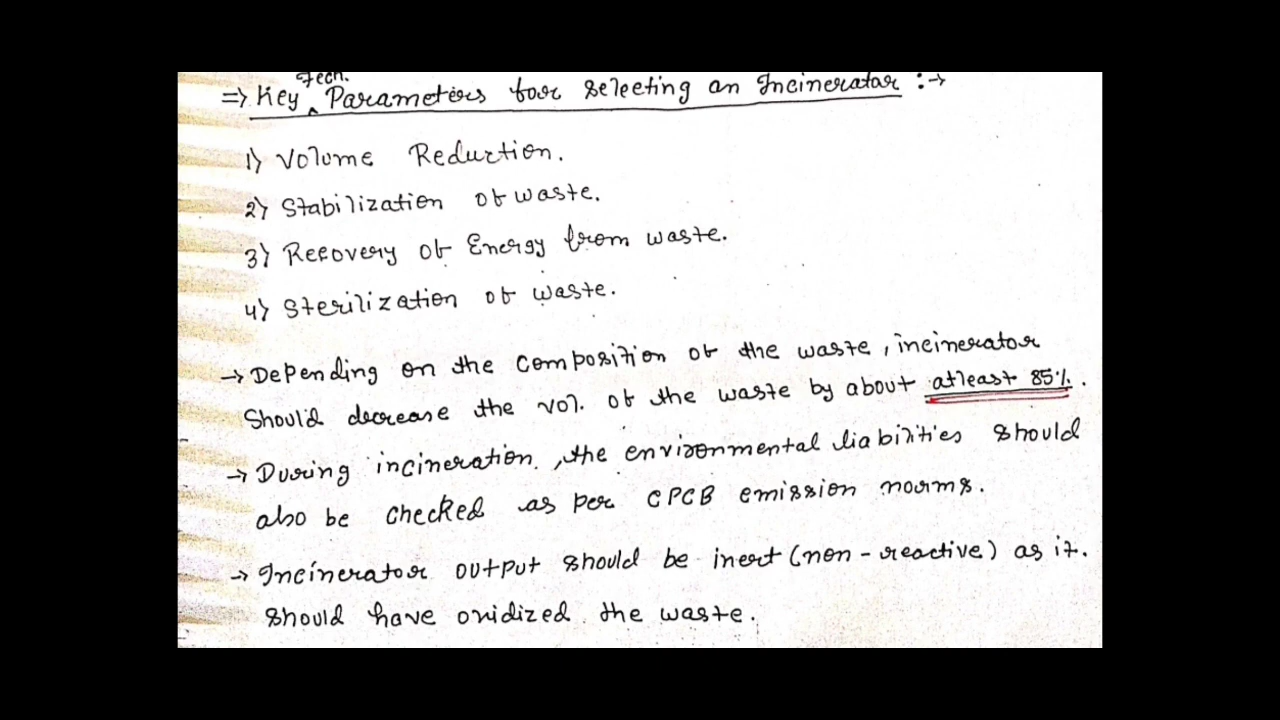 Tech.
=> Key ^ Parameters for selecting an Incinerator :→
1) Volume Reduction.
2) Stabilization of waste.
3) Recovery of Energy from waste.
4) Sterilization of waste.
→ Depending on the composition of the waste, incinerator
Should decrease the vol. of the waste by about atleast 85%.
→ During incineration, the environmental liabilities should
also be checked as per CPCB emission norms.
→ Incinerator output should be inert (non-reactive) as it
should have oxidized the waste.